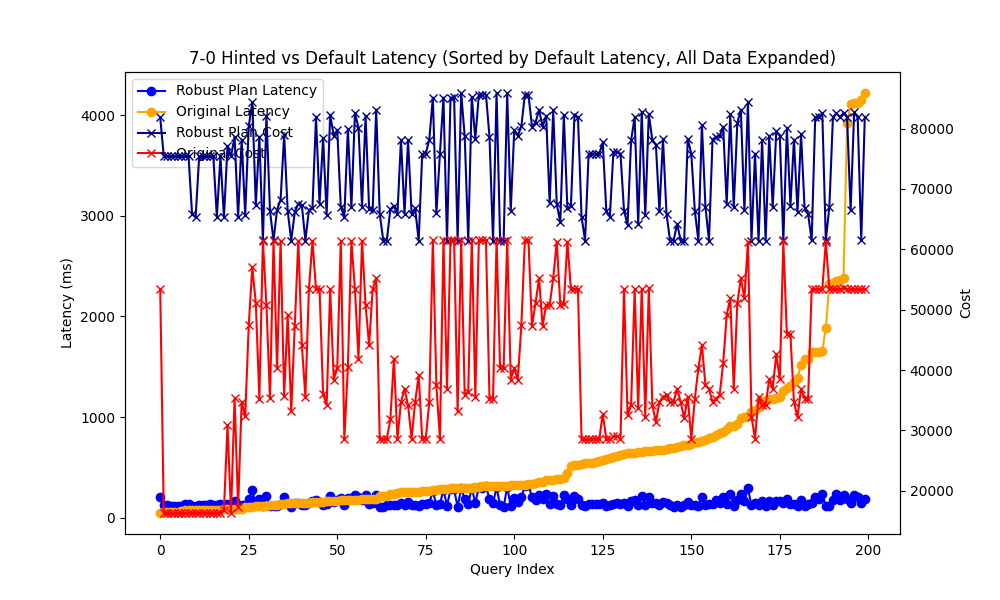 7-0 Hinted vs Default Latency (Sorted by Default Latency, All Data Expanded)
Robust Plan Latency
Original Latency
Robust Plan Cost
Original Cost
Latency (ms)
4000
3000
2000
1000
0
80000
70000
60000
50000
40000
30000
20000
Cost
0 25 50 75 100 125 150 175 200
Query Index